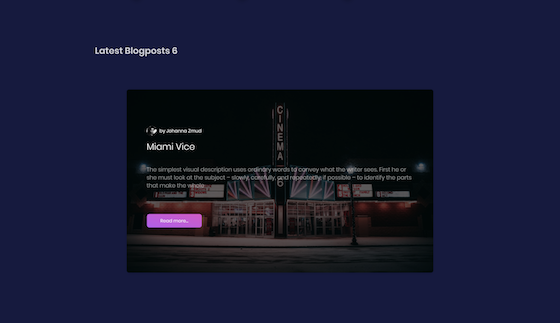 Latest Blogposts 6
by Johanna Zmud
Miami Vice
The simplest visual description uses ordinary words to convey what the writer sees. First he or
she must look at the subject – slowly, carefully, and repeatedly, if possible – to identify the parts
that make the whole
Read more...
CINEMA
6